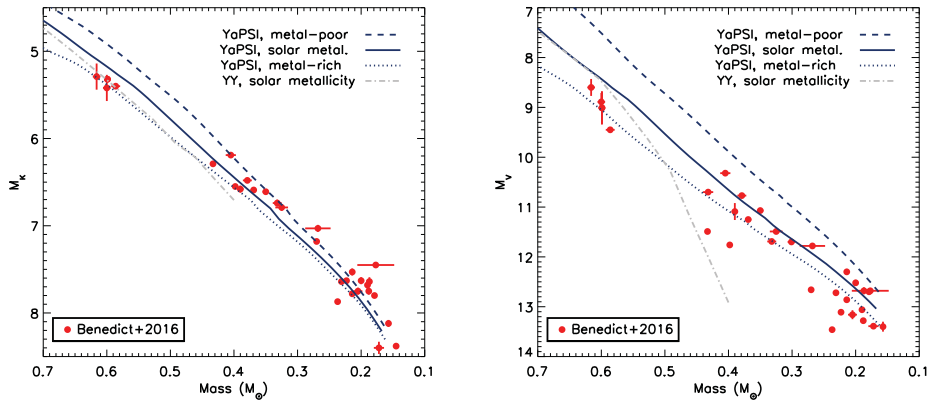 YaPSI, metal-poor
YaPSI, solar metal.
YaPSI, metal-rich
YY, solar metallicity
5
6
7
8
M_K
Benedict+2016
0.7 0.6 0.5 0.4 0.3 0.2 0.1
Mass (M_⊙)
YaPSI, metal-poor
YaPSI, solar metal.
YaPSI, metal-rich
YY, solar metallicity
7
8
9
10
11
12
13
14
M_V
Benedict+2016
0.7 0.6 0.5 0.4 0.3 0.2 0.1
Mass (M_⊙)